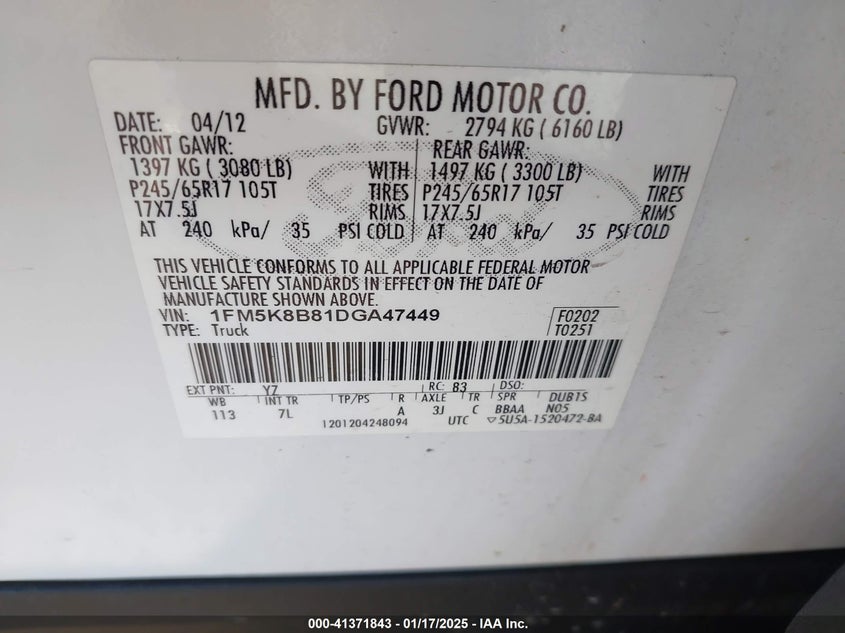 MFD. BY FORD MOTOR CO.
DATE: 04/12 GVWR: 2794 KG ( 6160 LB)
FRONT GAWR: REAR GAWR:
1397 KG ( 3080 LB) WITH 1497 KG ( 3300 LB) WITH
P245/65R17 105T TIRES P245/65R17 105T TIRES
17X7.5J RIMS 17X7.5J RIMS
AT 240 kPa/ 35 PSI COLD AT 240 kPa/ 35 PSI COLD
Ford
THIS VEHICLE CONFORMS TO ALL APPLICABLE FEDERAL MOTOR
VEHICLE SAFETY STANDARDS IN EFFECT ON THE DATE OF
MANUFACTURE SHOWN ABOVE.
VIN: 1FM5K8B81DGA47449 F0202
TYPE: Truck T0251
EXT PNT: YZ RC: B3 DSO:
WB INT TR TP/PS R AXLE TR SPR DUB1S
113 7L A 3J C BBAA N05
1201204248094 UTC ▽5U5A-1520472-BA
000-41371843 | 01/17/2025 - IAA Inc.